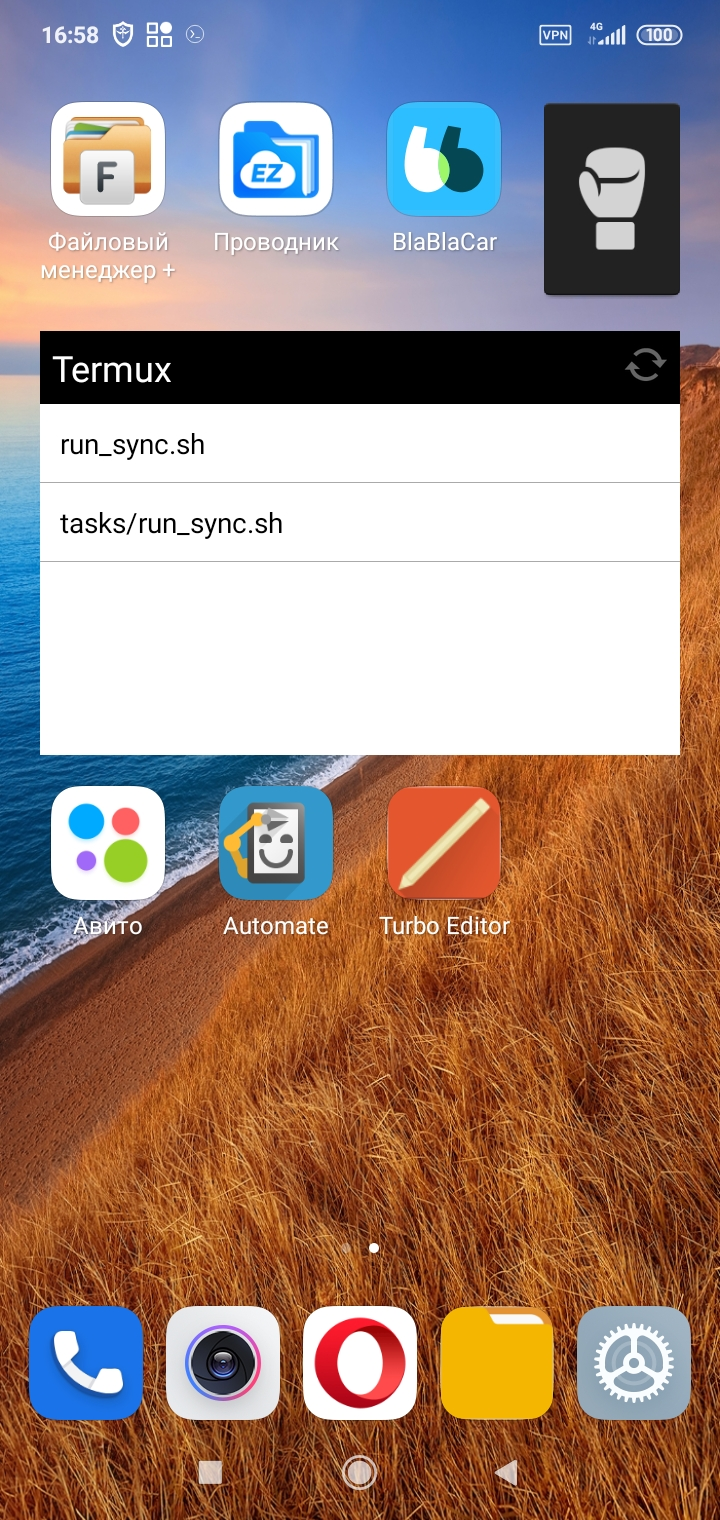 16:58
VPN
4G
100
F
EZ
Файловый
менеджер +
Проводник
BlaBlaCar
Termux
run_sync.sh
tasks/run_sync.sh
Авито
Automate
Turbo Editor